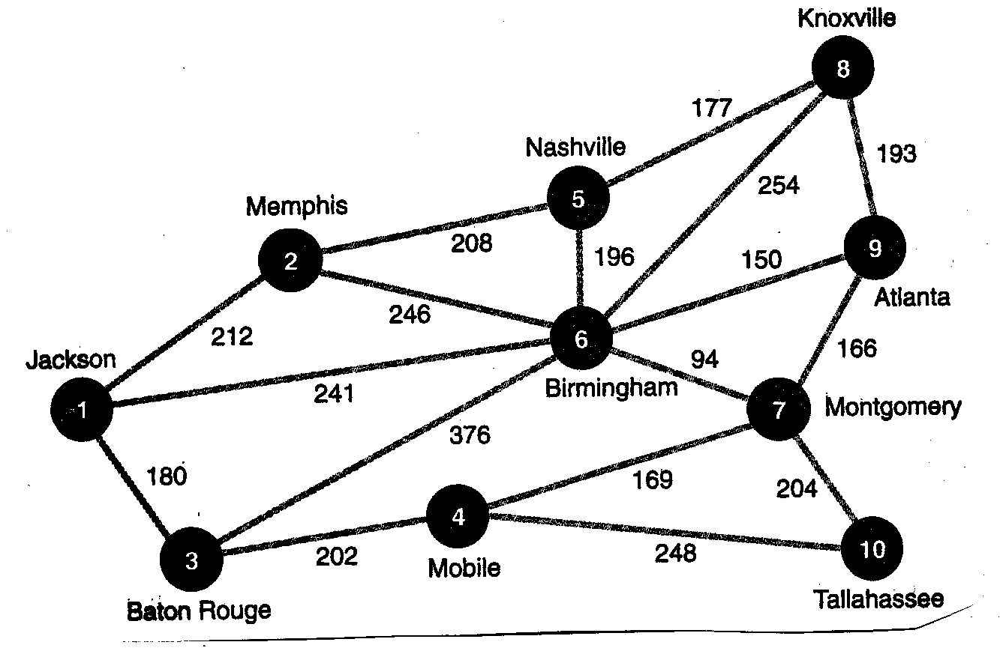 Knoxville
8
177
193
Nashville
5
254
Memphis
2
208
196
150
9
Atlanta
246
212
6
94
166
Jackson
1
241
Birmingham
7
Montgomery
376
180
169
204
4
3
202
248
10
Mobile
Tallahassee
Baton Rouge